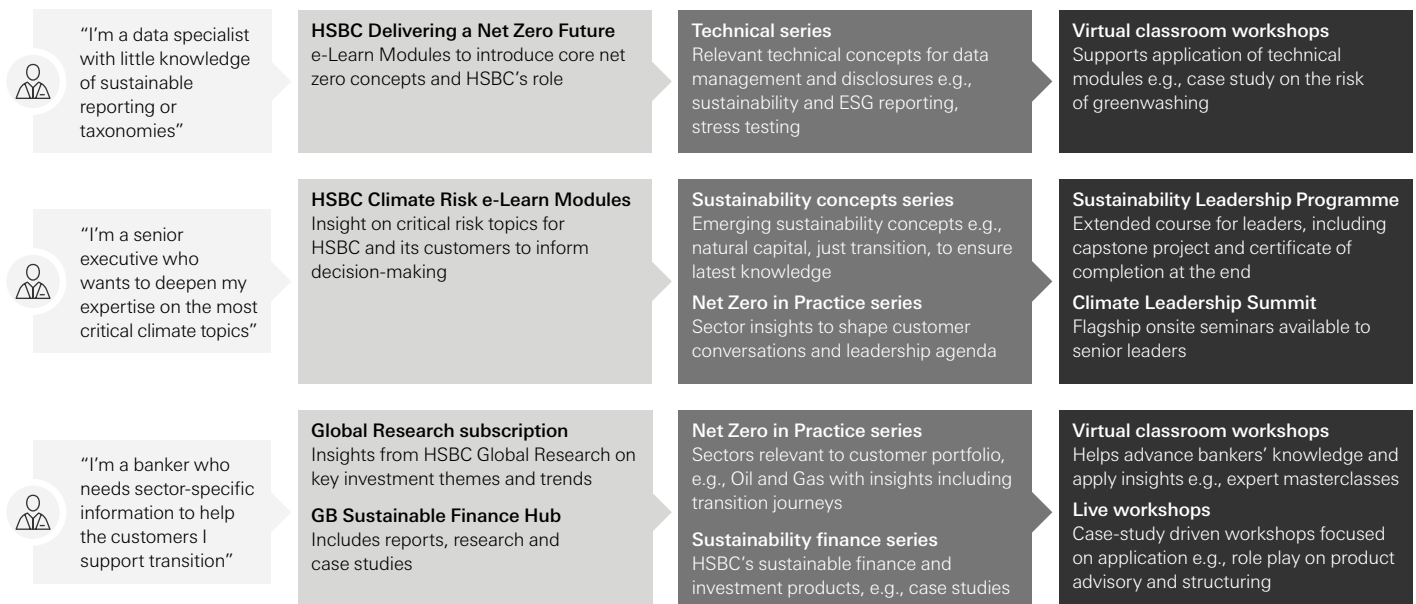 “I’m a data specialist
with little knowledge
of sustainable
reporting or
taxonomies”
HSBC Delivering a Net Zero Future
e-Learn Modules to introduce core net
zero concepts and HSBC’s role
Technical series
Relevant technical concepts for data
management and disclosures e.g.,
sustainability and ESG reporting,
stress testing
Virtual classroom workshops
Supports application of technical
modules e.g., case study on the risk
of greenwashing
“I’m a senior
executive who
wants to deepen my
expertise on the most
critical climate topics”
HSBC Climate Risk e-Learn Modules
Insight on critical risk topics for
HSBC and its customers to inform
decision-making
Sustainability concepts series
Emerging sustainability concepts e.g.,
natural capital, just transition, to ensure
latest knowledge
Net Zero in Practice series
Sector insights to shape customer
conversations and leadership agenda
Sustainability Leadership Programme
Extended course for leaders, including
capstone project and certificate of
completion at the end
Climate Leadership Summit
Flagship onsite seminars available to
senior leaders
“I’m a banker who
needs sector-specific
information to help
the customers I
support transition”
Global Research subscription
Insights from HSBC Global Research on
key investment themes and trends
GB Sustainable Finance Hub
Includes reports, research and
case studies
Net Zero in Practice series
Sectors relevant to customer portfolio,
e.g., Oil and Gas with insights including
transition journeys
Sustainability finance series
HSBC’s sustainable finance and
investment products, e.g., case studies
Virtual classroom workshops
Helps advance bankers’ knowledge and
apply insights e.g., expert masterclasses
Live workshops
Case-study driven workshops focused
on application e.g., role play on product
advisory and structuring